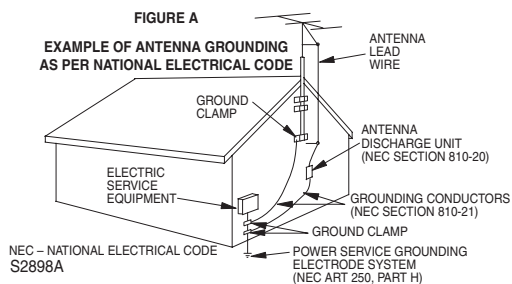 FIGURE A
EXAMPLE OF ANTENNA GROUNDING
AS PER NATIONAL ELECTRICAL CODE
ANTENNA
LEAD
WIRE
GROUND
CLAMP
ANTENNA
DISCHARGE UNIT
(NEC SECTION 810-20)
ELECTRIC
SERVICE
EQUIPMENT
GROUNDING CONDUCTORS
(NEC SECTION 810-21)
GROUND CLAMP
POWER SERVICE GROUNDING
ELECTRODE SYSTEM
(NEC ART 250, PART H)
NEC – NATIONAL ELECTRICAL CODE
S2898A